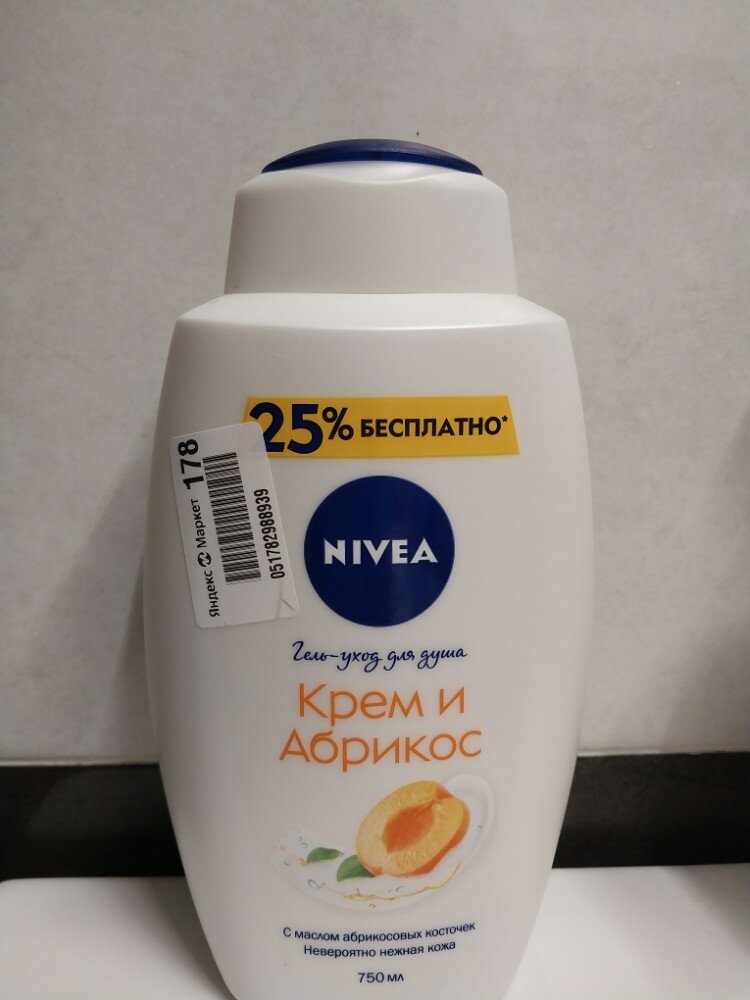 25% БЕСПЛАТНО*
Яндекс Маркет 178
051782988939
NIVEA
Гель-уход для душа
Крем и
Абрикос
С маслом абрикосовых косточек
Невероятно нежная кожа
750 мл